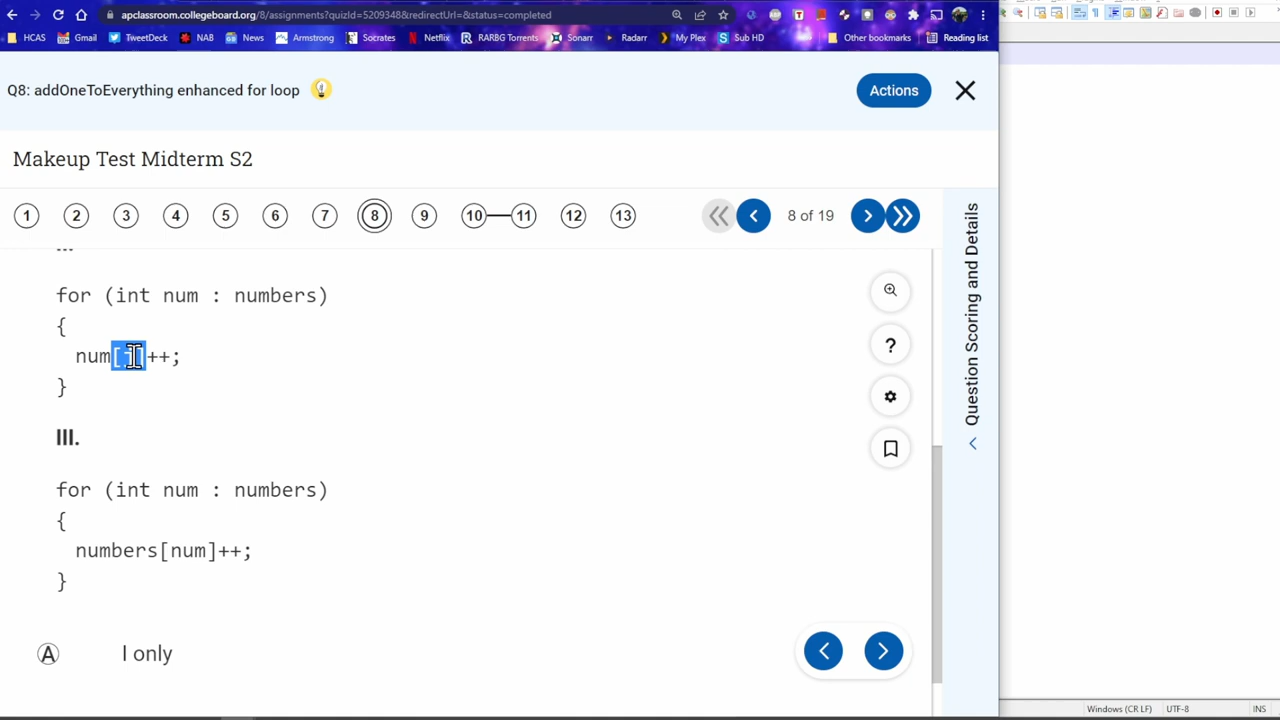 apclassroom.collegeboard.org/8/assignments?quizId=5209348&redirectUrl=&status=completed
HCAS Gmail TweetDeck NAB News Armstrong Socrates Netflix RARBG Torrents Sonarr Radarr My Plex Sub HD Other bookmarks Reading list
Q8: addOneToEverything enhanced for loop
Actions
Makeup Test Midterm S2
1 2 3 4 5 6 7 8 9 10 11 12 13 8 of 19
for (int num : numbers)
{
num[ ]++;
}
III.
for (int num : numbers)
{
numbers[num]++;
}
A I only
Question Scoring and Details
Windows (CR LF) UTF-8 INS